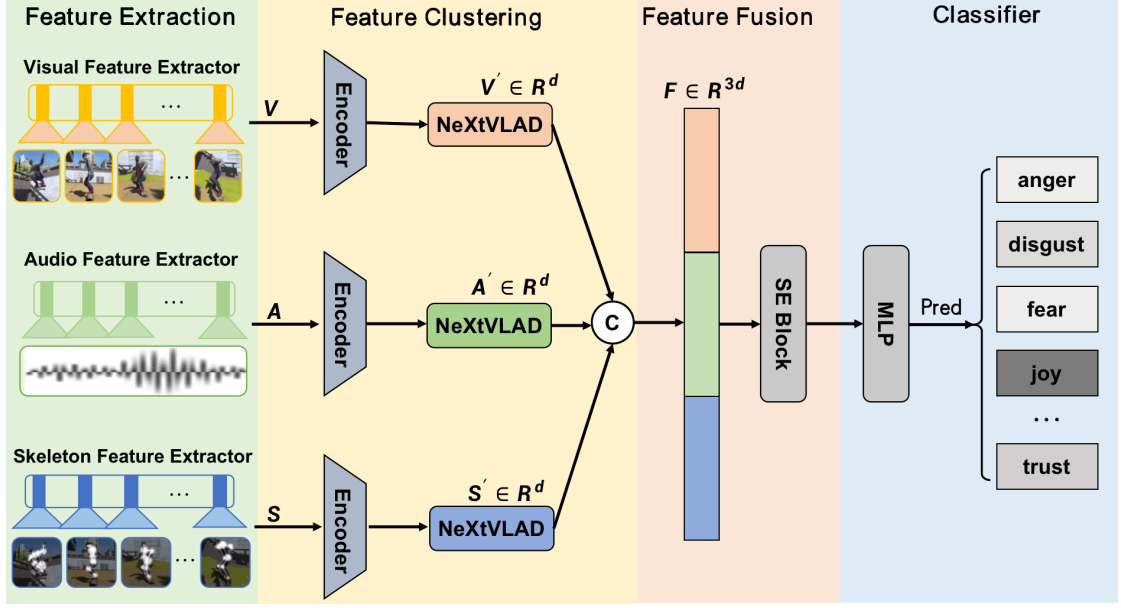 Feature Extraction
Feature Clustering
Feature Fusion
Classifier
Visual Feature Extractor
...
...
V
Encoder
V′ ∈ R^d
NeXtVLAD
Audio Feature Extractor
...
A
Encoder
A′ ∈ R^d
NeXtVLAD
Skeleton Feature Extractor
...
...
S
Encoder
S′ ∈ R^d
NeXtVLAD
C
F ∈ R^3d
SE Block
MLP
Pred
anger
disgust
fear
joy
...
trust